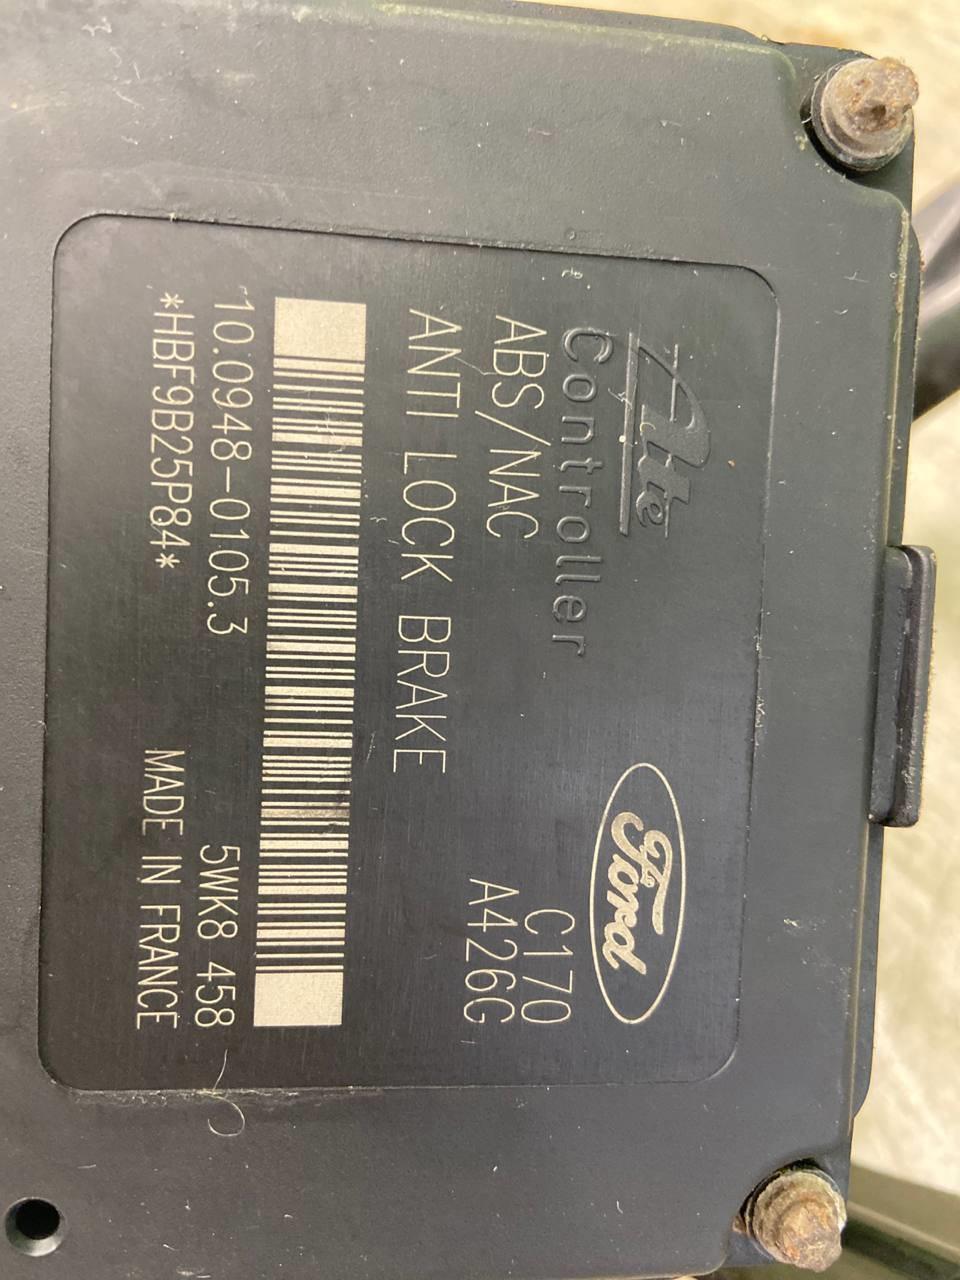 Ate
Controller
Ford
ABS/NAC
C170
A426G
ANTI LOCK BRAKE
10.0948-0105.3
5WK8 458
*HBF9B25P84*
MADE IN FRANCE